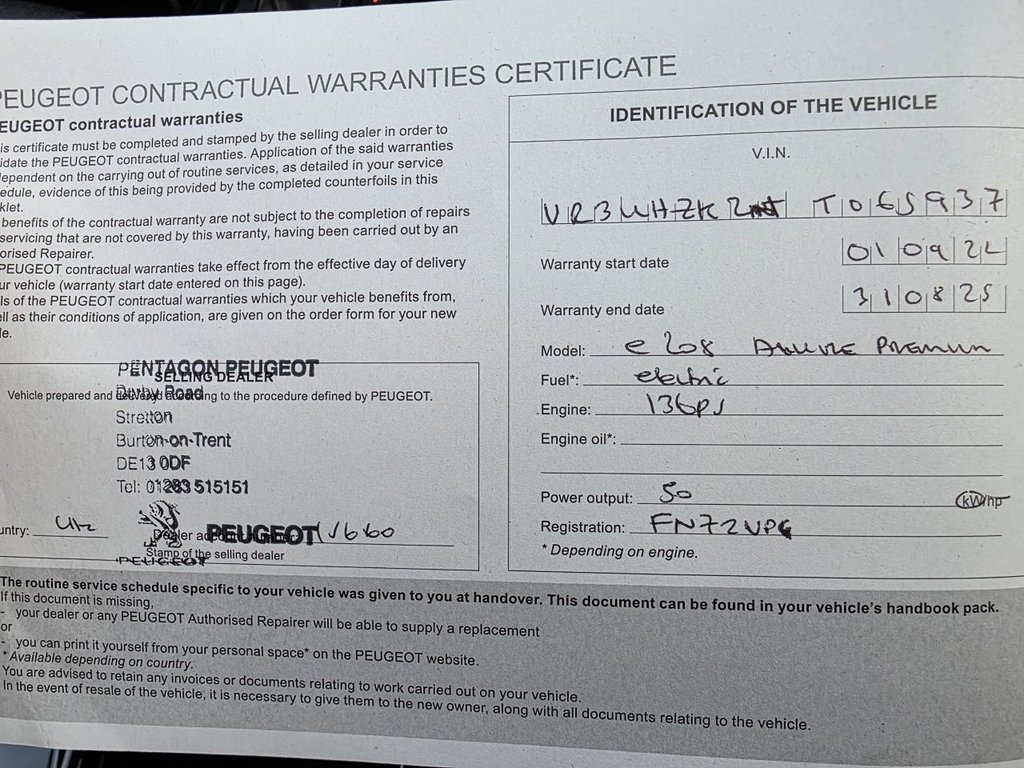 PEUGEOT CONTRACTUAL WARRANTIES CERTIFICATE
EUGEOT contractual warranties
is certificate must be completed and stamped by the selling dealer in order to
idate the PEUGEOT contractual warranties. Application of the said warranties
ependent on the carrying out of routine services, as detailed in your service
edule, evidence of this being provided by the completed counterfoils in this
klet.
benefits of the contractual warranty are not subject to the completion of repairs
servicing that are not covered by this warranty, having been carried out by an
orised Repairer.
PEUGEOT contractual warranties take effect from the effective day of delivery
ur vehicle (warranty start date entered on this page).
ls of the PEUGEOT contractual warranties which your vehicle benefits from,
ell as their conditions of application, are given on the order form for your new
le.
PENTAGON PEUGEOT
SELLING DEALER
Vehicle prepared and delivered according to the procedure defined by PEUGEOT.
Derby Road
Stretton
Burton-on-Trent
DE13 0DF
Tel: 01283 515151
untry: Uk
PEUGEOT
Stamp of the selling dealer
PEUGEOT
IDENTIFICATION OF THE VEHICLE
V.I.N.
T 0 6 5 9 3 7
Warranty start date
01 09 22
Warranty end date
31 08 25
Model: e 208 Allure Premium
Fuel*: electric
Engine: 136ps
Engine oil*:
Power output: 50 kW/hp
Registration: FN72
* Depending on engine.
The routine service schedule specific to your vehicle was given to you at handover. This document can be found in your vehicle's handbook pack.
If this document is missing,
- your dealer or any PEUGEOT Authorised Repairer will be able to supply a replacement
or
- you can print it yourself from your personal space* on the PEUGEOT website.
* Available depending on country.
You are advised to retain any invoices or documents relating to work carried out on your vehicle.
In the event of resale of the vehicle, it is necessary to give them to the new owner, along with all documents relating to the vehicle.